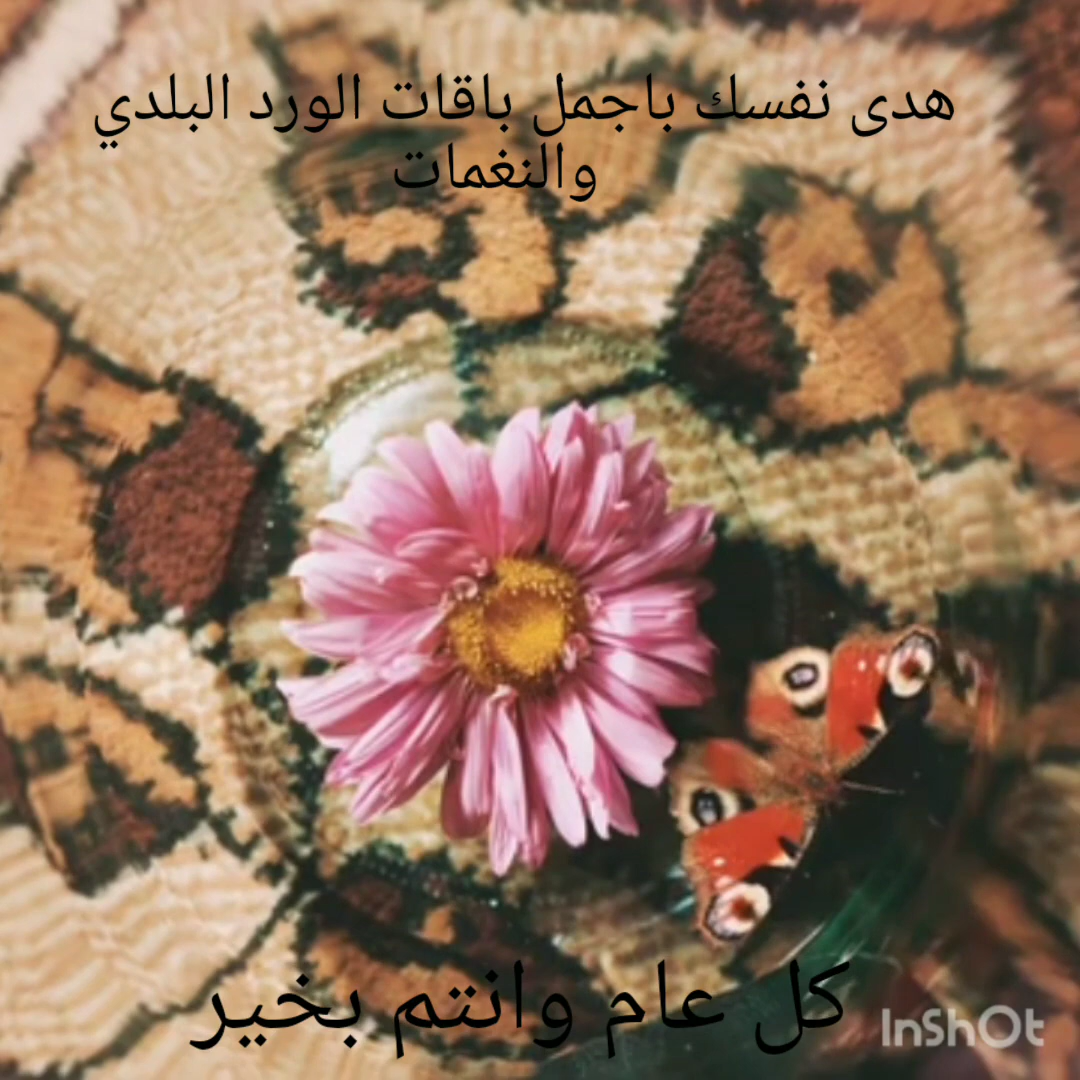 هدى نفسك باجمل باقات الورد البلدي
والنغمات
كل عام وانتم بخير
InShOt